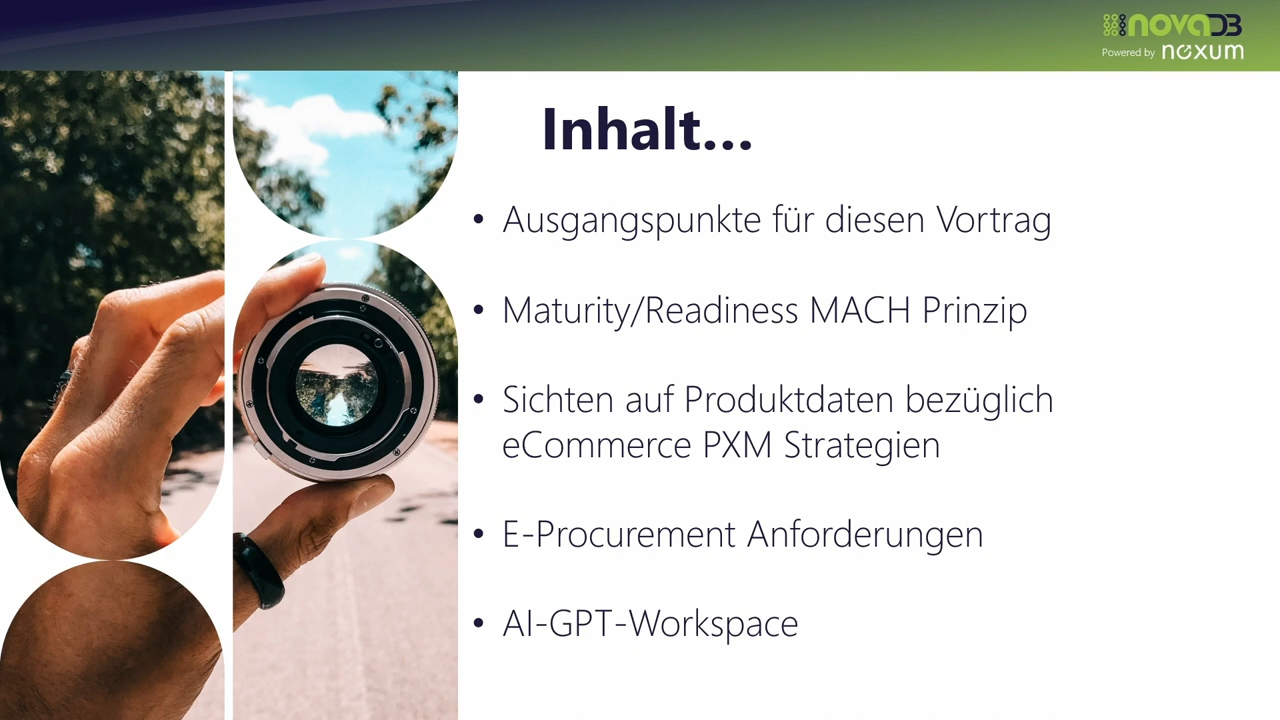 novaDB
Powered by noxum
Inhalt...
• Ausgangspunkte für diesen Vortrag
• Maturity/Readiness MACH Prinzip
• Sichten auf Produktdaten bezüglich
eCommerce PXM Strategien
• E-Procurement Anforderungen
• AI-GPT-Workspace